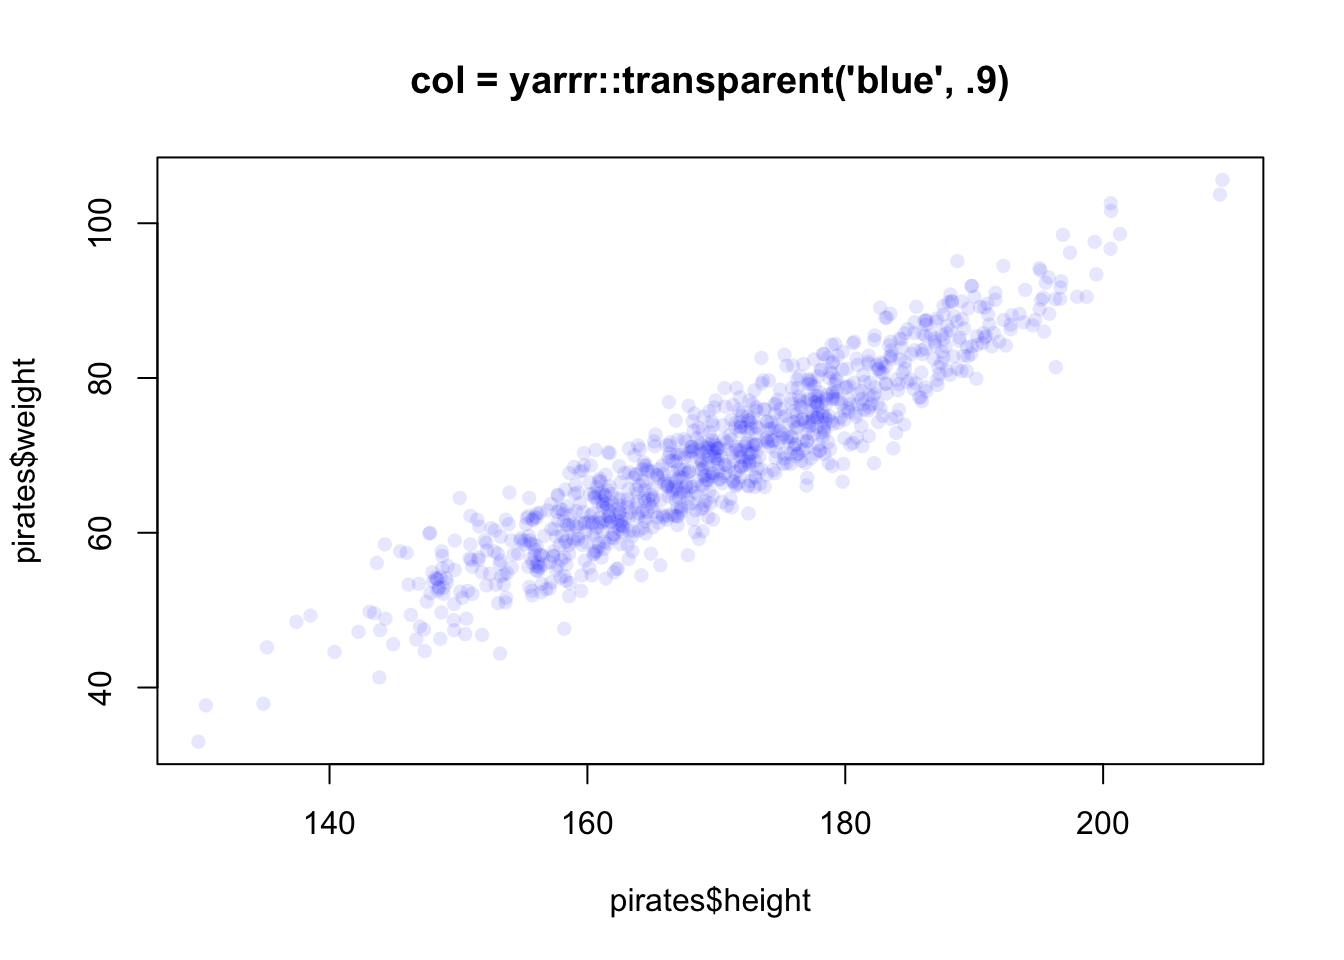 col = yarrr::transparent('blue', .9)
pirates$weight
100
80
60
40
140 160 180 200
pirates$height